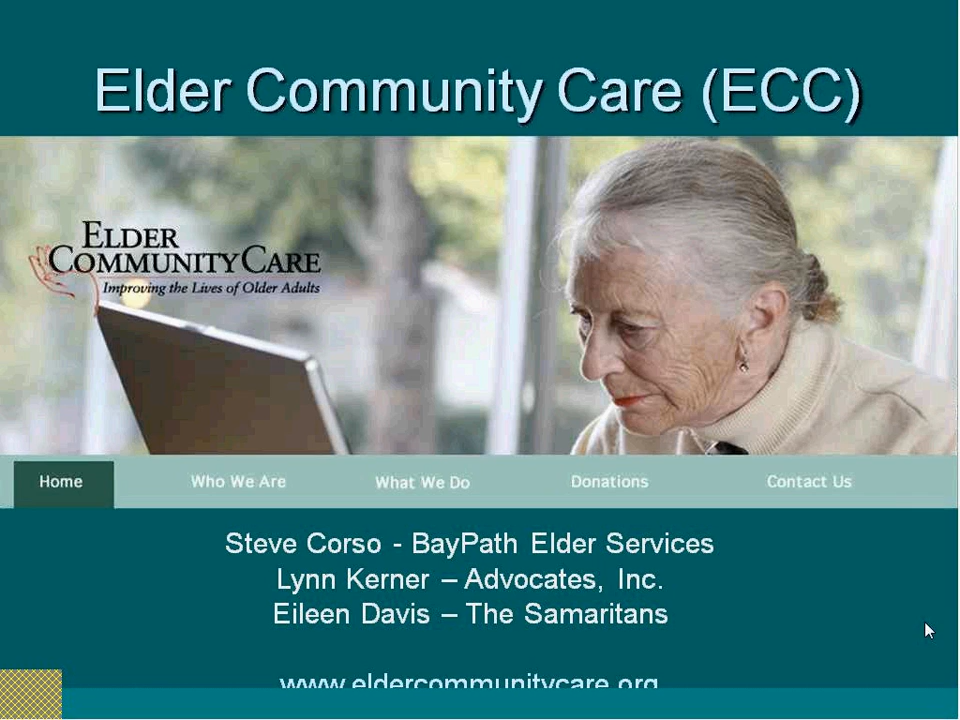 Elder Community Care (ECC)
ELDER
COMMUNITY CARE
Improving the Lives of Older Adults
Home Who We Are What We Do Donations Contact Us
Steve Corso - BayPath Elder Services
Lynn Kerner – Advocates, Inc.
Eileen Davis – The Samaritans
www.eldercommunitycare.org